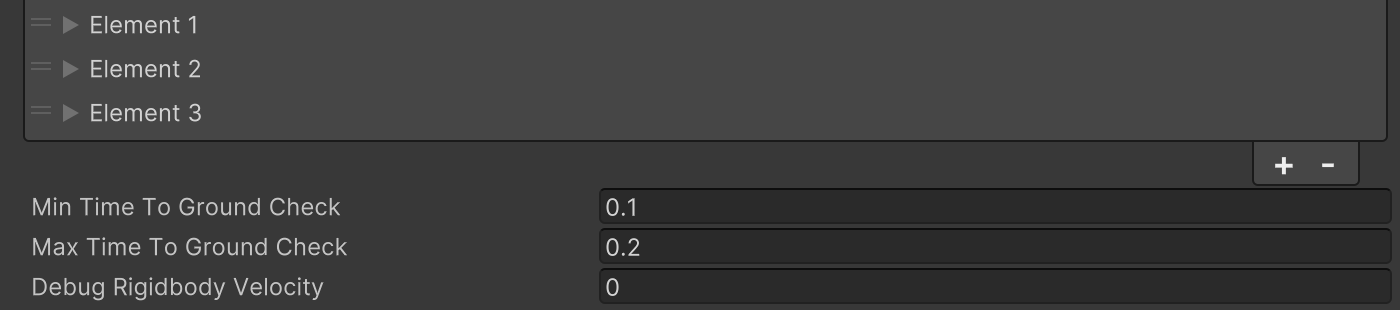 Element 1
Element 2
Element 3
+ -
Min Time To Ground Check 0.1
Max Time To Ground Check 0.2
Debug Rigidbody Velocity 0